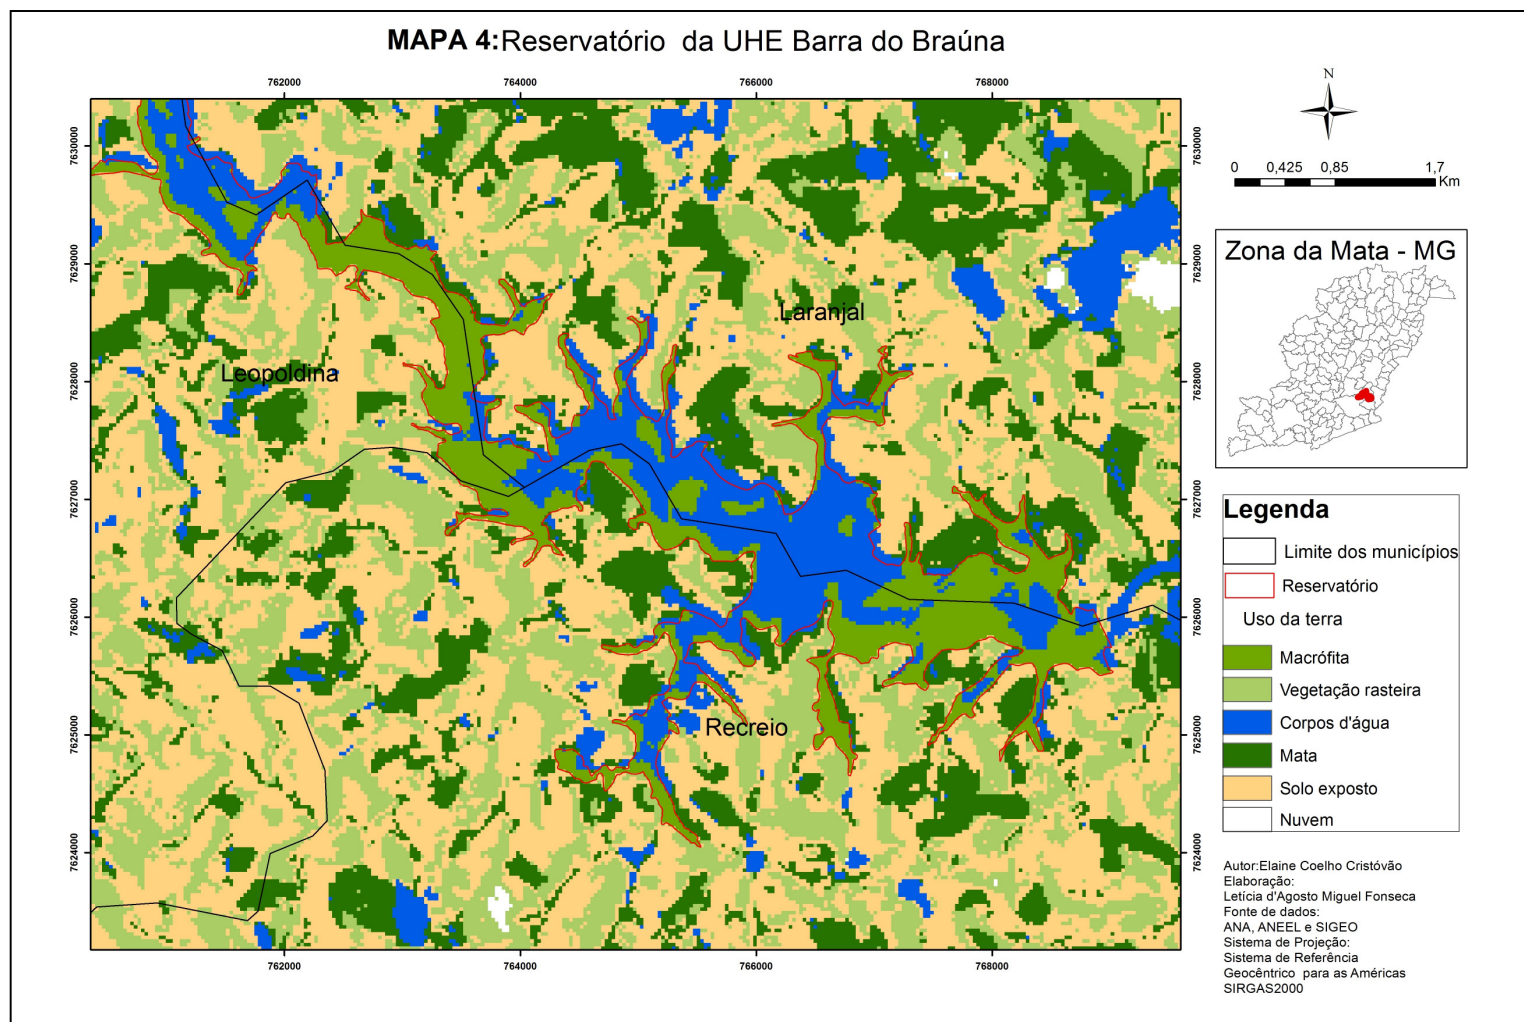 MAPA 4:Reservatório  da UHE Barra do Braúna
762000 764000 766000 768000
7630000 7629000 7628000 7627000 7626000 7625000 7624000
Laranjal
Leopoldina
Recreio
7630000 7629000 7628000 7627000 7626000 7625000 7624000
762000 764000 766000 768000
N
0 0,425 0,85 1,7
Km
Zona da Mata - MG
Legenda
Limite dos municípios
Reservatório
Uso da terra
Macrófita
Vegetação rasteira
Corpos d'água
Mata
Solo exposto
Nuvem
Autor:Elaine Coelho Cristóvão
Elaboração:
Letícia d'Agosto Miguel Fonseca
Fonte de dados:
ANA, ANEEL e SIGEO
Sistema de Projeção:
Sistema de Referência
Geocêntrico  para as Américas
SIRGAS2000